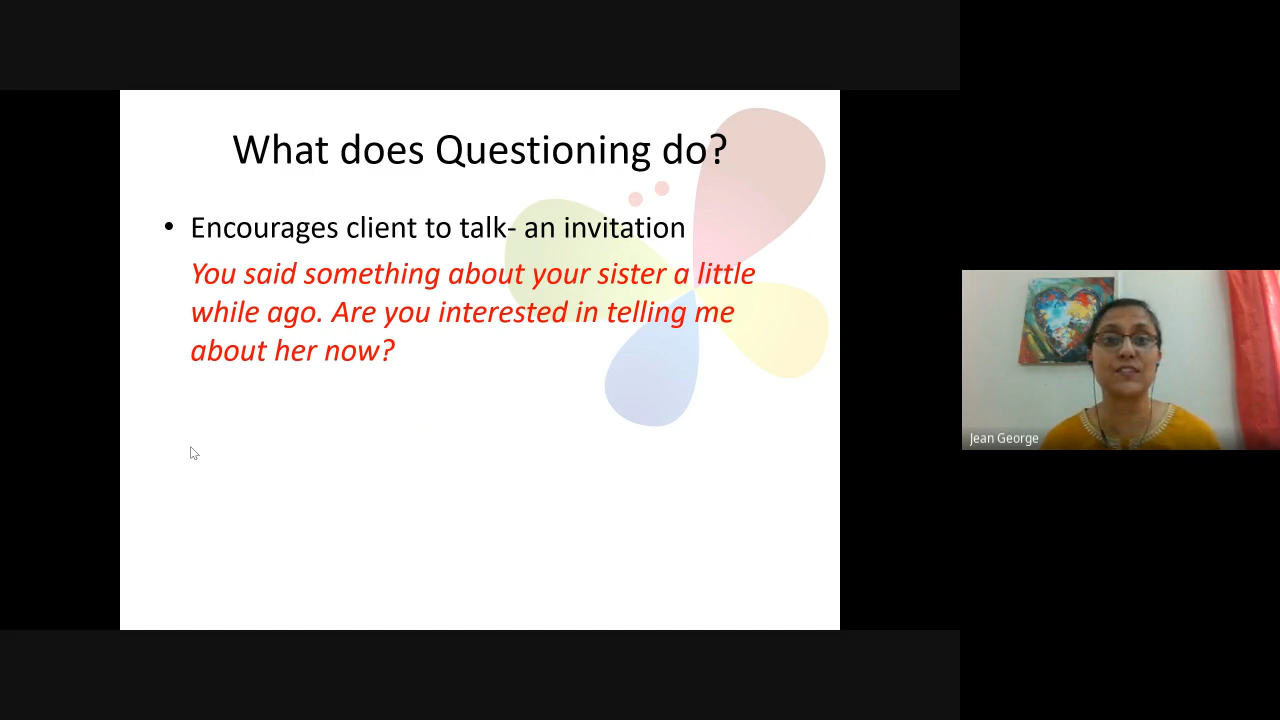 What does Questioning do?
• Encourages client to talk- an invitation
You said something about your sister a little
while ago. Are you interested in telling me
about her now?
Jean George